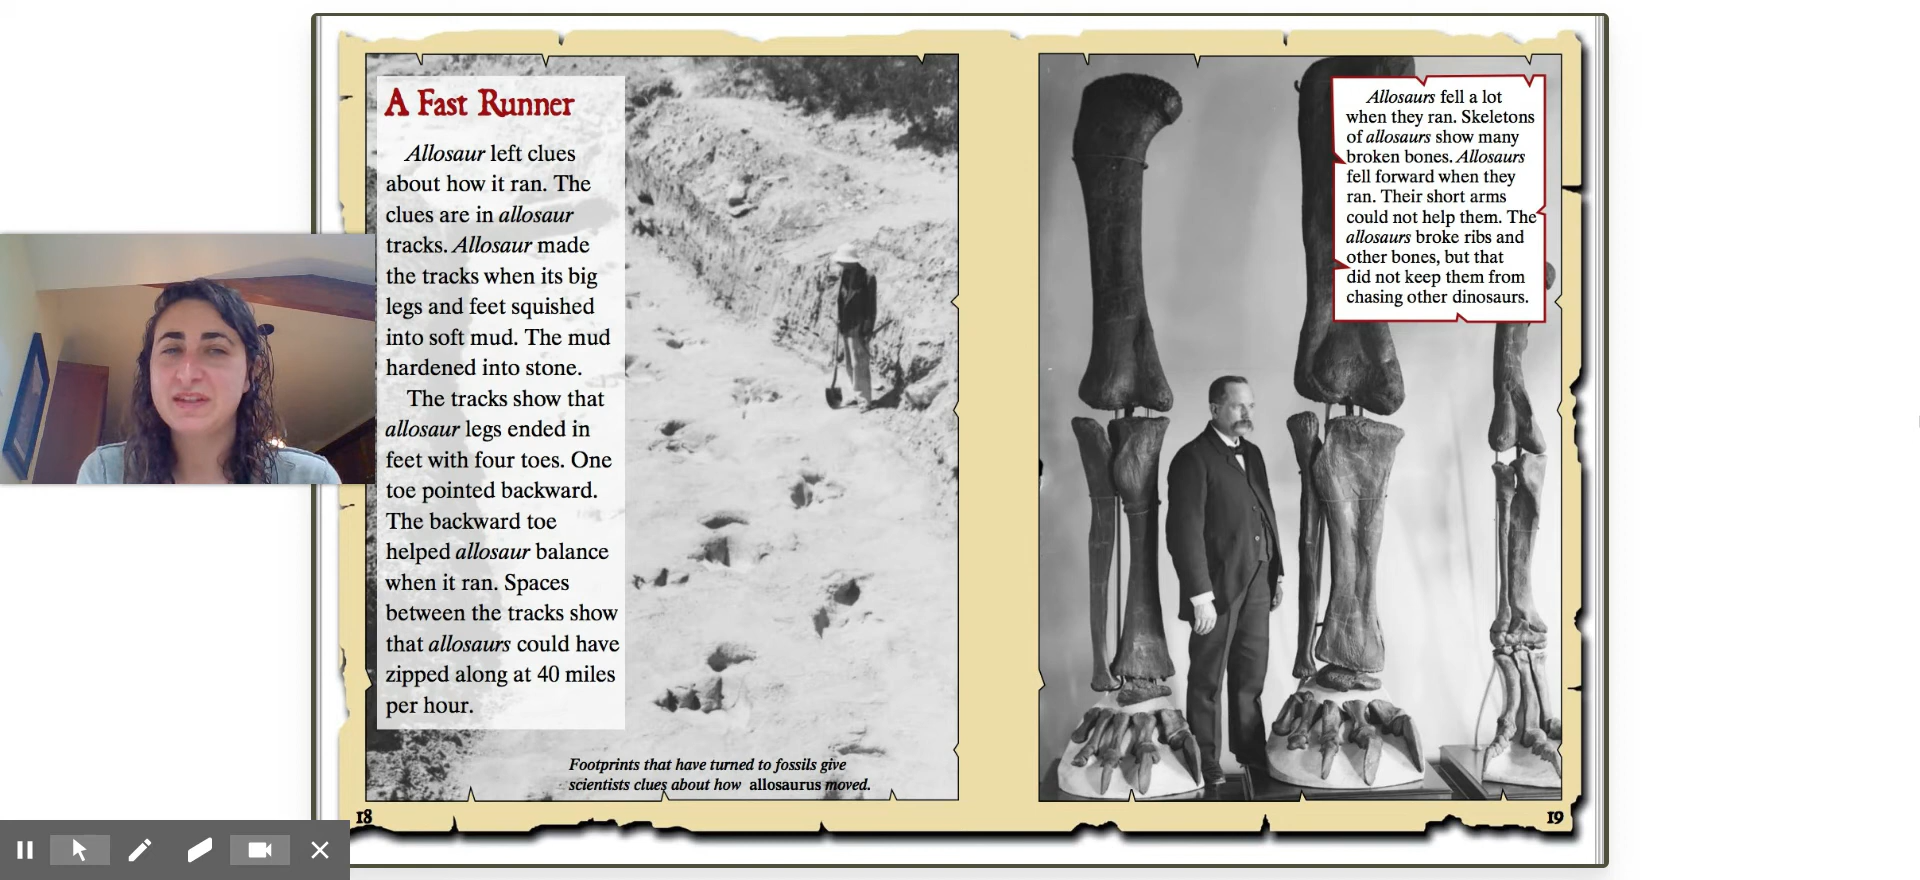 A Fast Runner
Allosaur left clues
about how it ran. The
clues are in allosaur
tracks. Allosaur made
the tracks when its big
legs and feet squished
into soft mud. The mud
hardened into stone.
The tracks show that
allosaur legs ended in
feet with four toes. One
toe pointed backward.
The backward toe
helped allosaur balance
when it ran. Spaces
between the tracks show
that allosaurs could have
zipped along at 40 miles
per hour.
Footprints that have turned to fossils give
scientists clues about how allosaurus moved.
18
Allosaurs fell a lot
when they ran. Skeletons
of allosaurs show many
broken bones. Allosaurs
fell forward when they
ran. Their short arms
could not help them. The
allosaurs broke ribs and
other bones, but that
did not keep them from
chasing other dinosaurs.
19